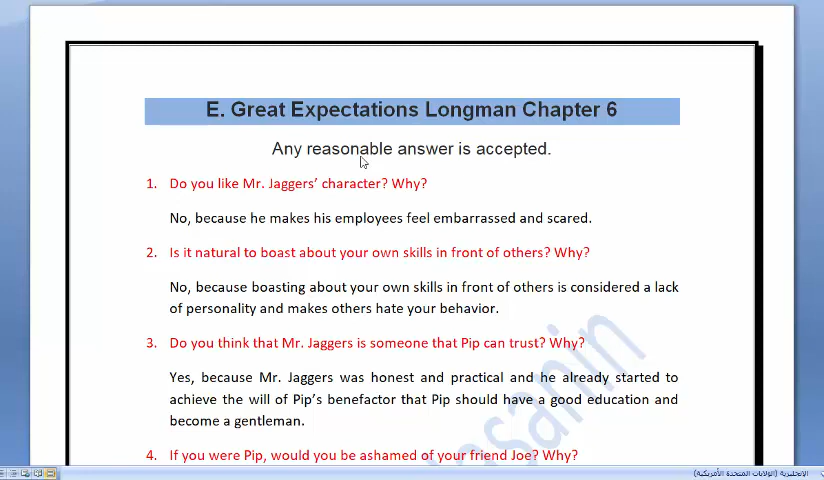 E. Great Expectations Longman Chapter 6
Any reasonable answer is accepted.
1. Do you like Mr. Jaggers’ character? Why?
No, because he makes his employees feel embarrassed and scared.
2. Is it natural to boast about your own skills in front of others? Why?
No, because boasting about your own skills in front of others is considered a lack
of personality and makes others hate your behavior.
3. Do you think that Mr. Jaggers is someone that Pip can trust? Why?
Yes, because Mr. Jaggers was honest and practical and he already started to
achieve the will of Pip’s benefactor that Pip should have a good education and
become a gentleman.
4. If you were Pip, would you be ashamed of your friend Joe? Why?
الإنجليزية (الولايات المتحدة الأمريكية)